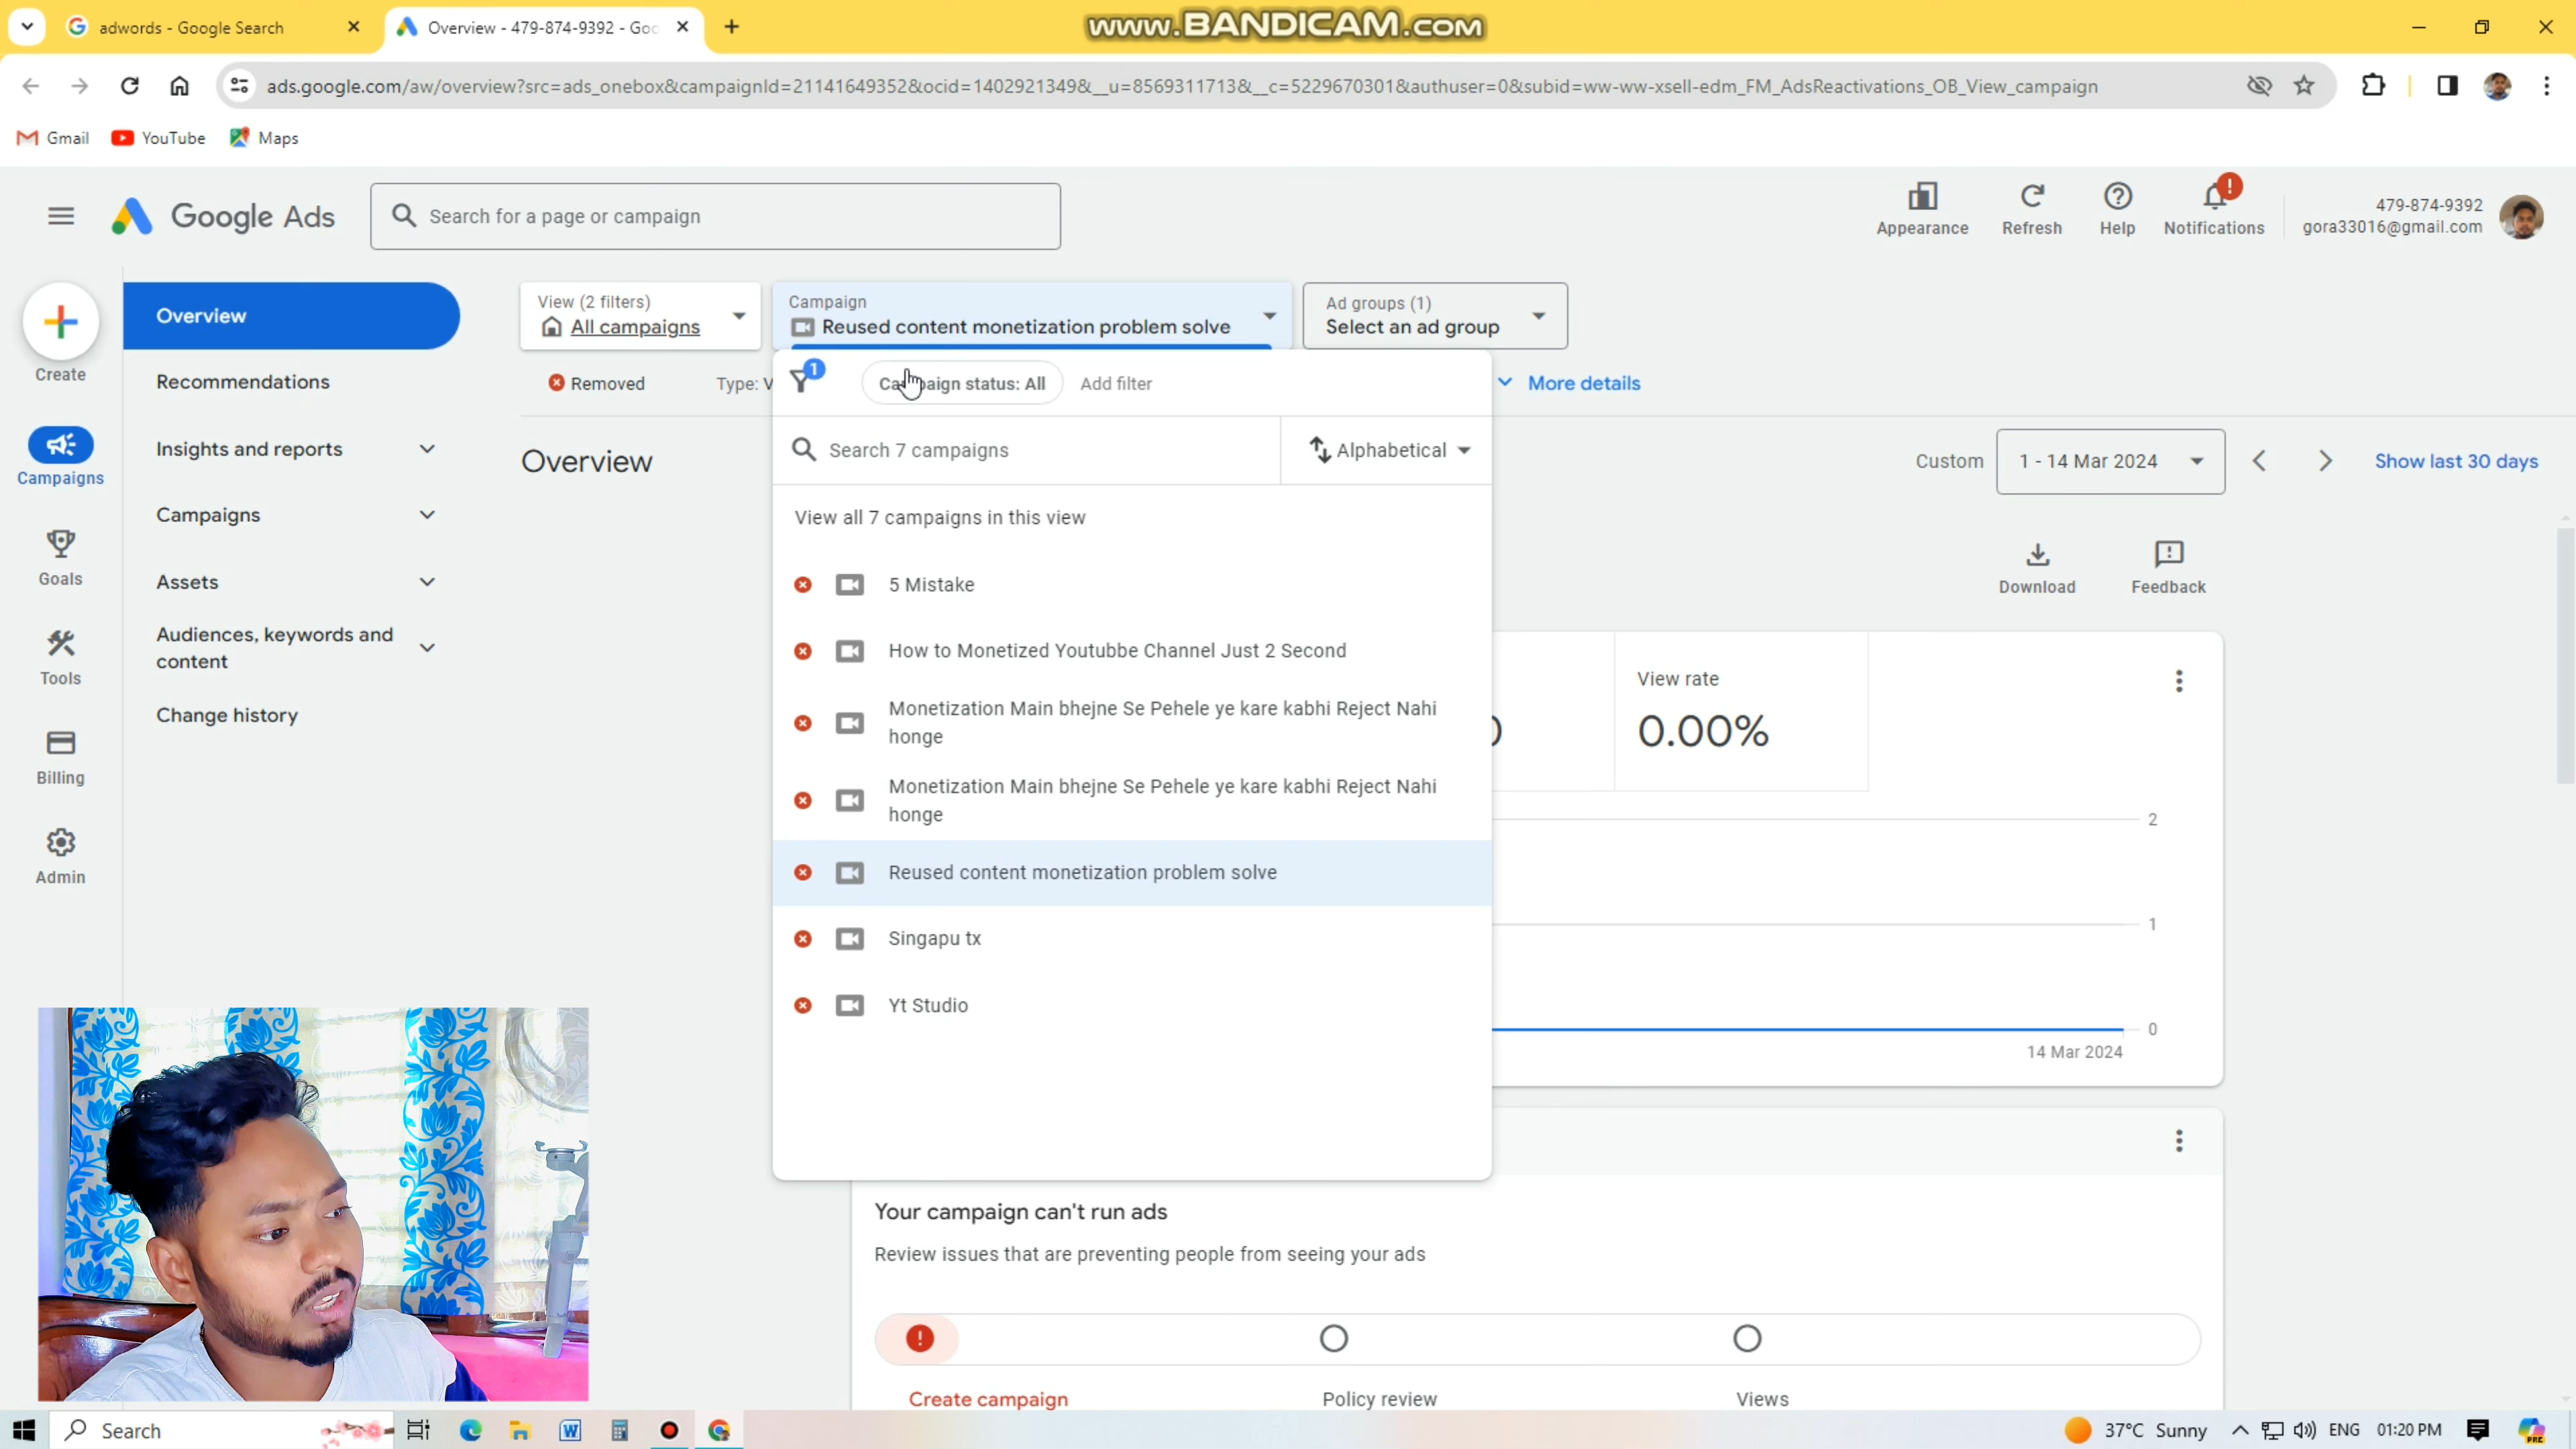 adwords - Google Search
Overview - 479-874-9392 - Goo
www.BANDICAM.com
ads.google.com/aw/overview?src=ads_onebox&campaignId=21141649352&ocid=1402921349&__u=8569311713&__c=5229670301&authuser=0&subid=ww-ww-xsell-edm_FM_AdsReactivations_OB_View_campaign
Gmail YouTube Maps
Google Ads
Search for a page or campaign
Appearance Refresh Help Notifications
479-874-9392
gora33016@gmail.com
Create
Campaigns
Goals
Tools
Billing
Admin
Overview
Recommendations
Insights and reports
Campaigns
Assets
Audiences, keywords and
content
Change history
View (2 filters)
All campaigns
Campaign
Reused content monetization problem solve
Ad groups (1)
Select an ad group
Removed Type: V
1
Campaign status: All Add filter
More details
Search 7 campaigns
Alphabetical
Overview
Custom 1 - 14 Mar 2024 Show last 30 days
View all 7 campaigns in this view
5 Mistake
How to Monetized Youtubbe Channel Just 2 Second
Monetization Main bhejne Se Pehele ye kare kabhi Reject Nahi
honge
Monetization Main bhejne Se Pehele ye kare kabhi Reject Nahi
honge
Reused content monetization problem solve
Singapu tx
Yt Studio
Download Feedback
View rate
0.00%
2
1
0
14 Mar 2024
Your campaign can't run ads
Review issues that are preventing people from seeing your ads
Create campaign Policy review Views
Search
37°C Sunny ENG 01:20 PM
PRE